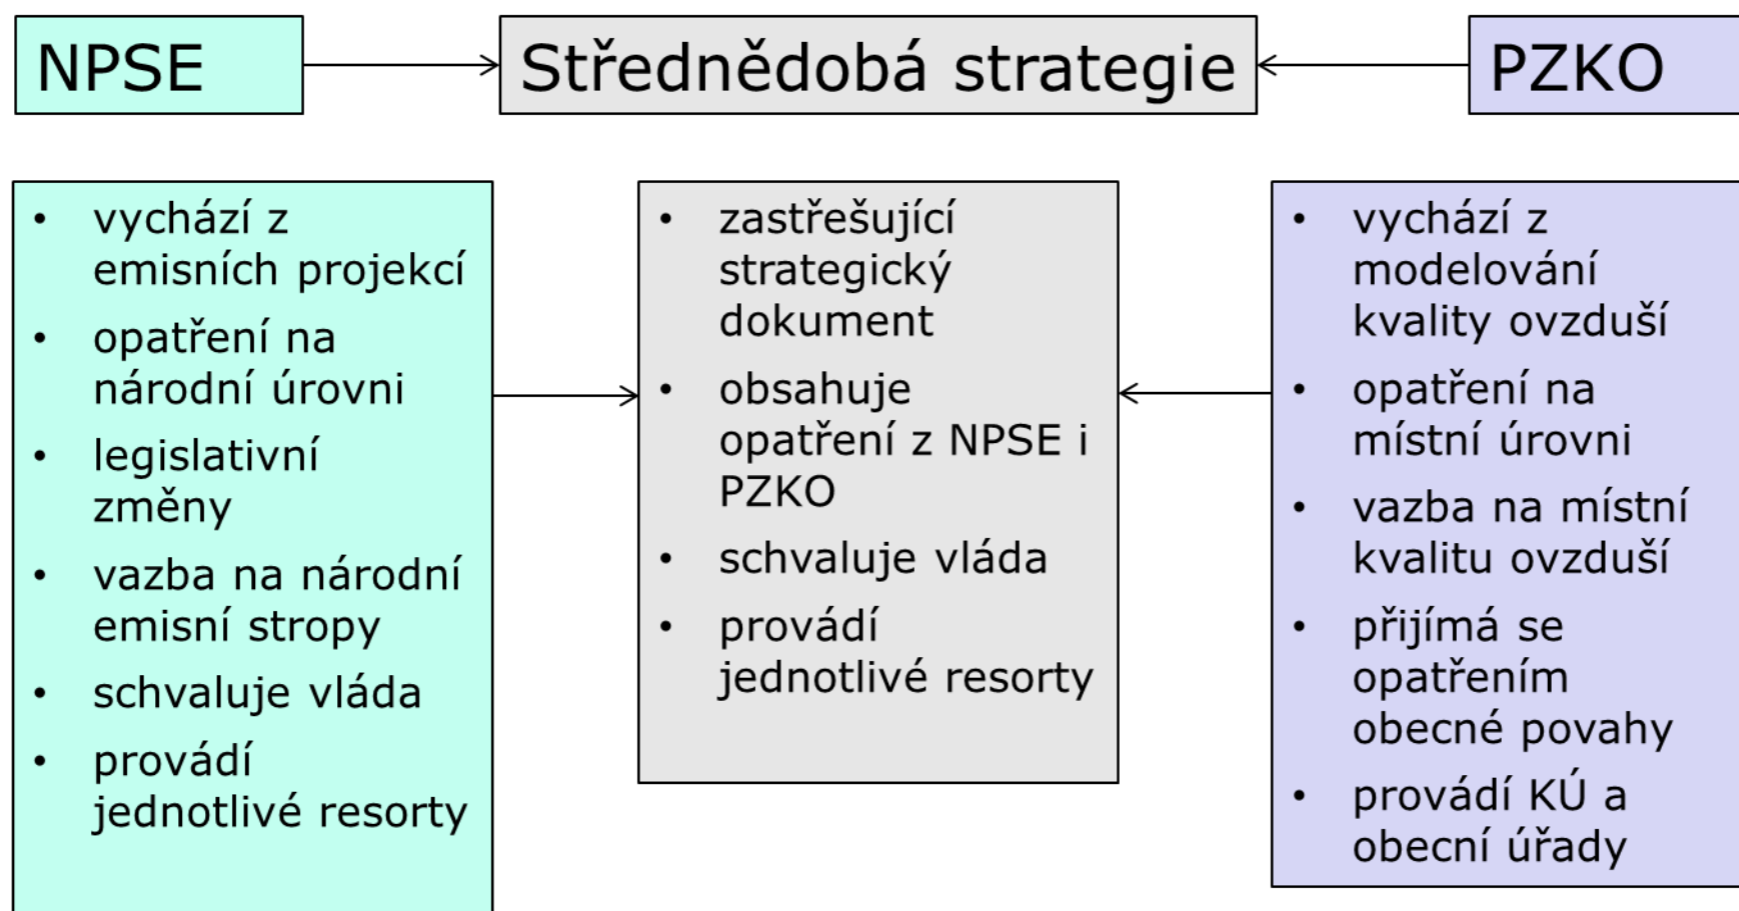 NPSE
Střednědobá strategie
PZKO
• vychází z
emisních projekcí
• opatření na
národní úrovni
• legislativní
změny
• vazba na národní
emisní stropy
• schvaluje vláda
• provádí
jednotlivé resorty
• zastřešující
strategický
dokument
• obsahuje
opatření z NPSE i
PZKO
• schvaluje vláda
• provádí
jednotlivé resorty
• vychází z
modelování
kvality ovzduší
• opatření na
místní úrovni
• vazba na místní
kvalitu ovzduší
• přijímá se
opatřením
obecné povahy
• provádí KÚ a
obecní úřady